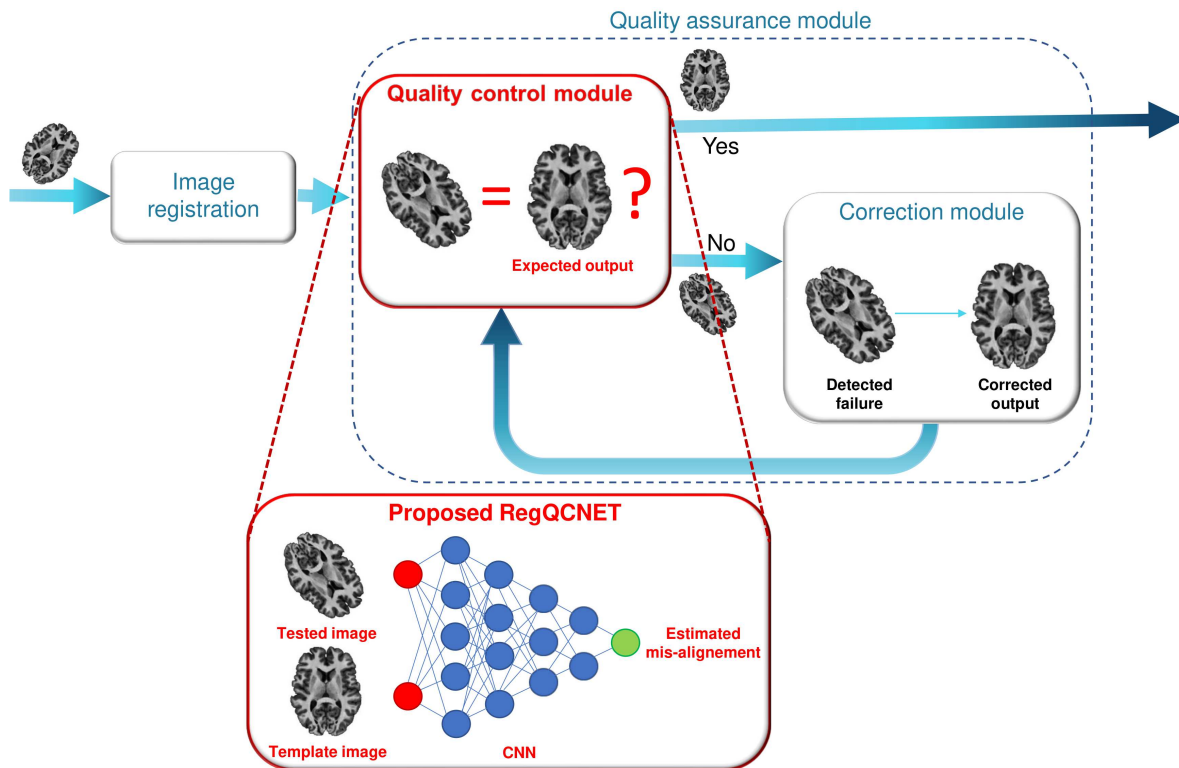 Quality assurance module
Quality control module
=
?
Expected output
Yes
Image
registration
No
Correction module
Detected
failure
Corrected
output
Proposed RegQCNET
Tested image
Template image
CNN
Estimated
mis-alignement